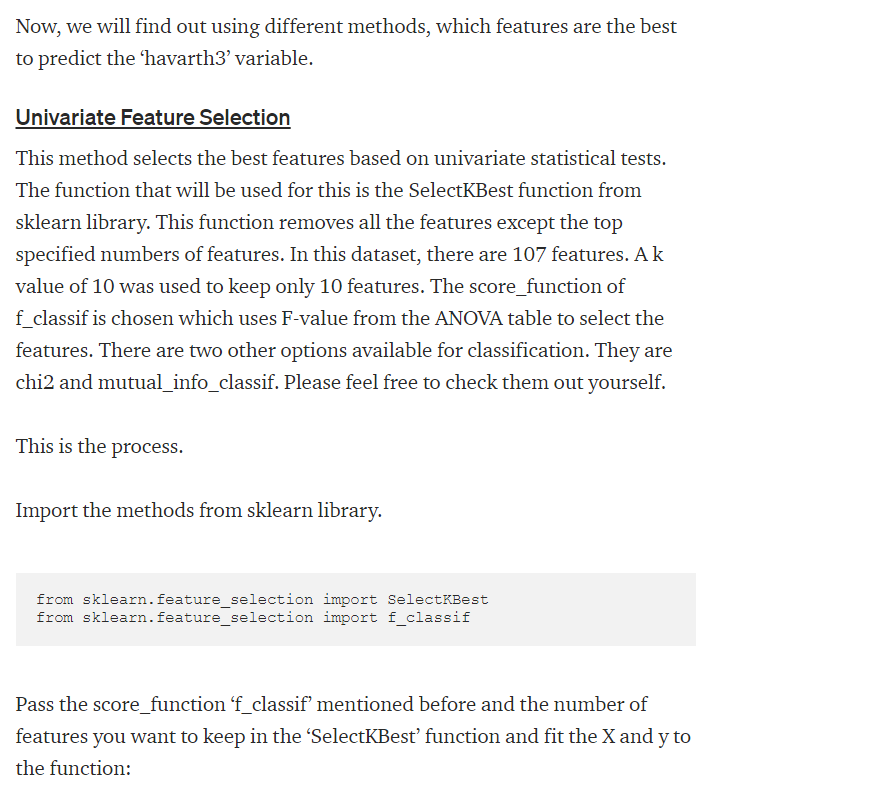 Now, we will find out using different methods, which features are the best
to predict the ‘havarth3’ variable.
Univariate Feature Selection
This method selects the best features based on univariate statistical tests.
The function that will be used for this is the SelectKBest function from
sklearn library. This function removes all the features except the top
specified numbers of features. In this dataset, there are 107 features. A k
value of 10 was used to keep only 10 features. The score_function of
f_classif is chosen which uses F-value from the ANOVA table to select the
features. There are two other options available for classification. They are
chi2 and mutual_info_classif. Please feel free to check them out yourself.
This is the process.
Import the methods from sklearn library.
from sklearn.feature_selection import SelectKBest
from sklearn.feature_selection import f_classif
Pass the score_function ‘f_classif’ mentioned before and the number of
features you want to keep in the ‘SelectKBest’ function and fit the X and y to
the function: